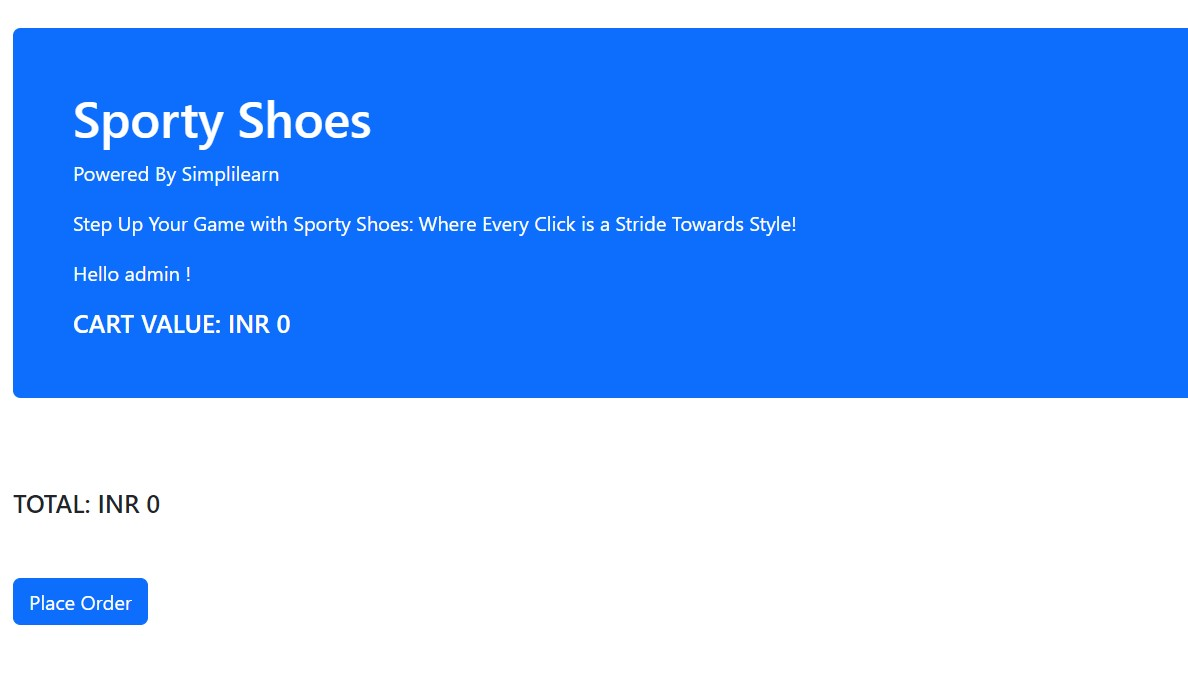 Sporty Shoes
Powered By Simplilearn
Step Up Your Game with Sporty Shoes: Where Every Click is a Stride Towards Style!
Hello admin !
CART VALUE: INR 0
TOTAL: INR 0
Place Order